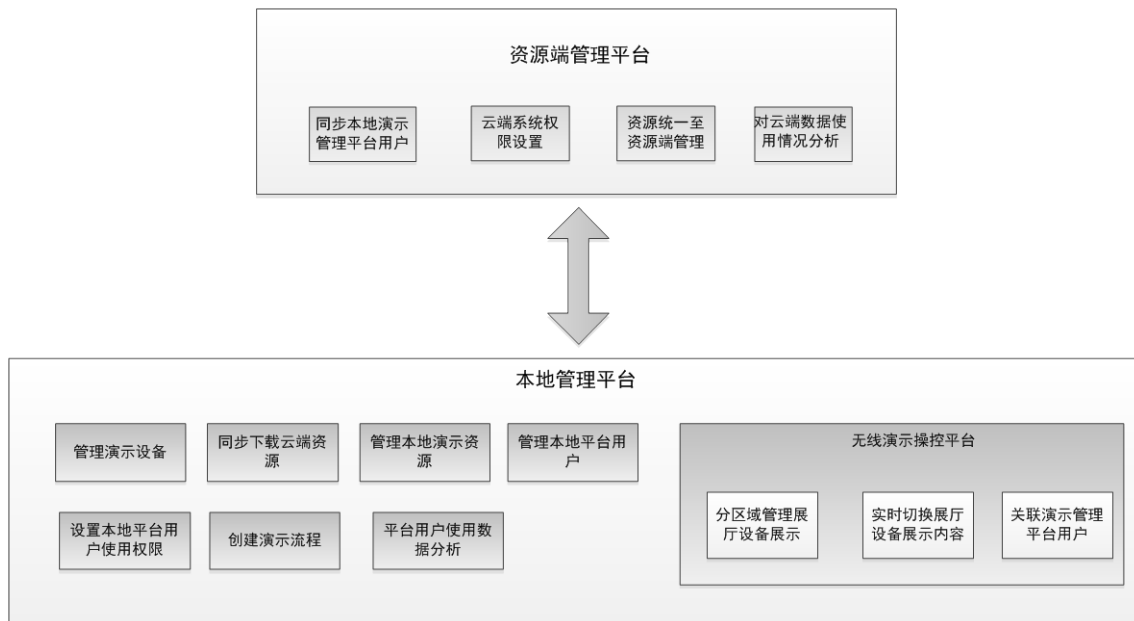 资源端管理平台
同步本地演示
管理平台用户
云端系统权
限设置
资源统一至
资源端管理
对云端数据使
用情况分析
本地管理平台
管理演示设备
同步下载云端资
源
管理本地演示资
源
管理本地平台用
户
设置本地平台用
户使用权限
创建演示流程
平台用户使用数
据分析
无线演示操控平台
分区域管理展
厅设备展示
实时切换展厅
设备展示内容
关联演示管理
平台用户